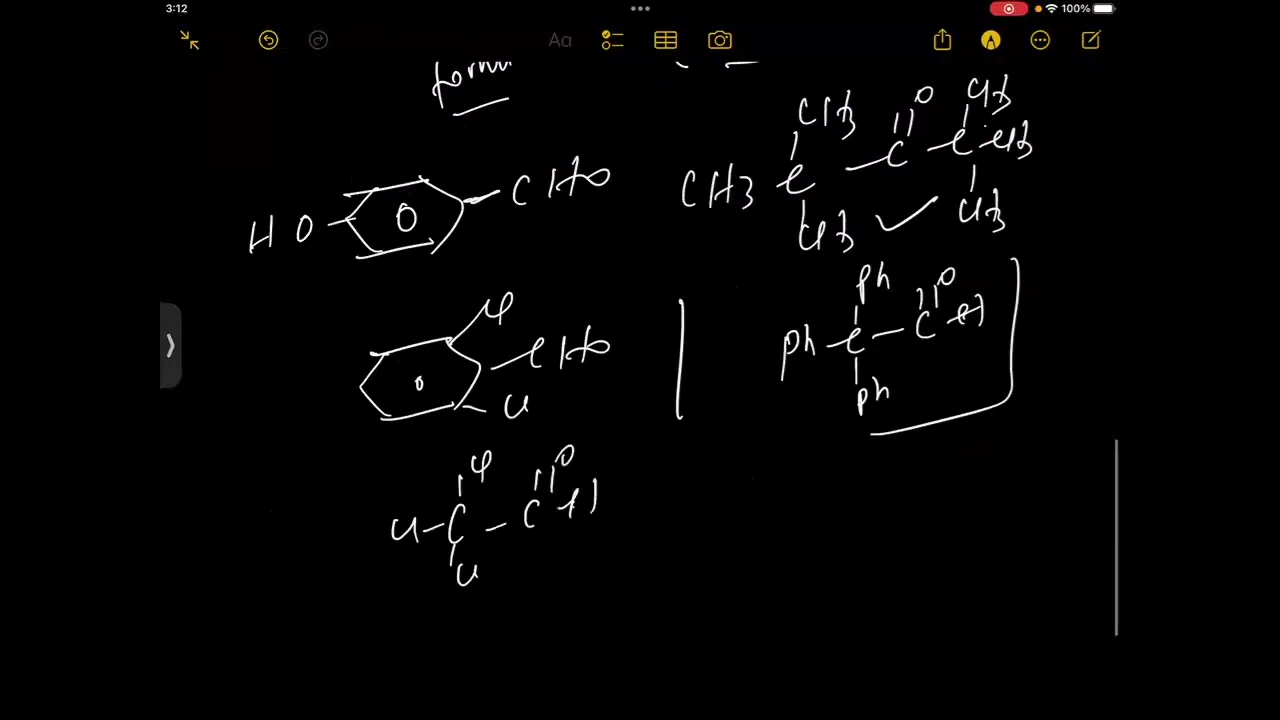 3:12
100%
Aa
CH3 O CH3
CH3 C — C — C CH3
CH3 CH3
HO CHO
O
Ph O
Ph — C — C H
Ph
Cl
CHO
Cl
Cl O
Cl — C — C H
Cl